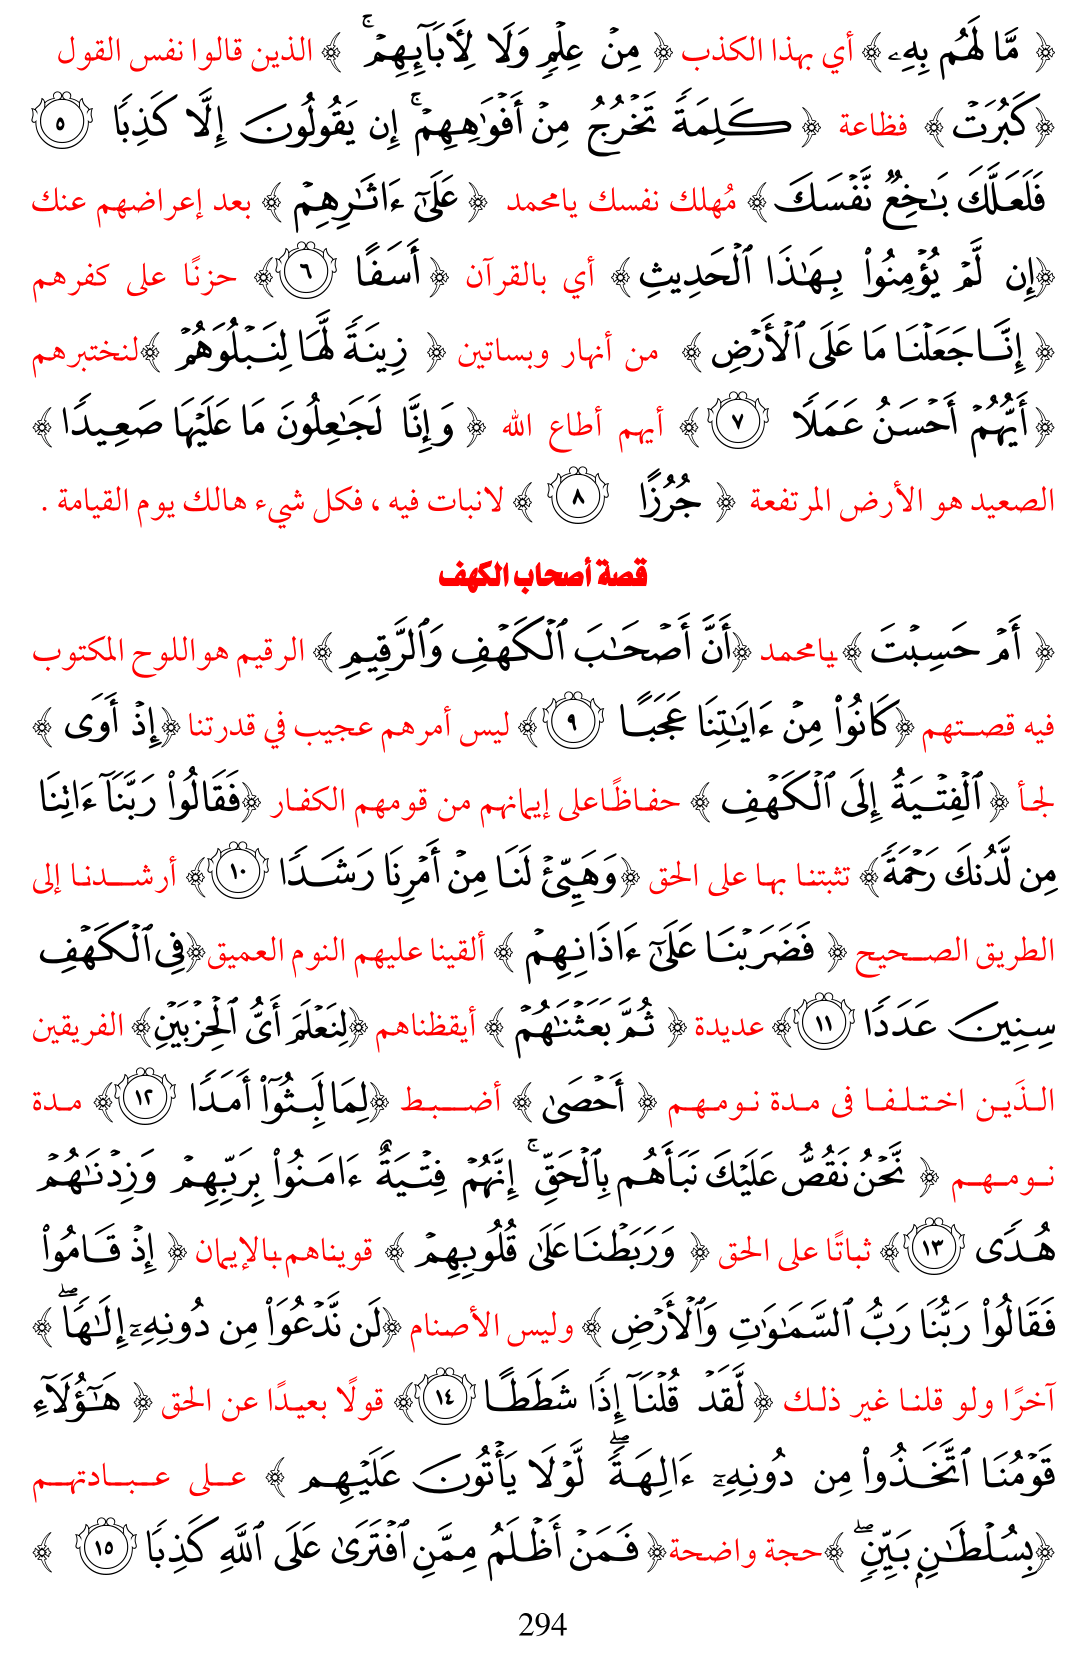 ﴿ مَّا لَهُم بِهِۦ ﴾ أي بهذا الكذب ﴿ مِنۡ عِلۡمٖ وَلَا لِأٓبَآئِهِمۡۚ ﴾ الذين قالوا نفس القول
﴿كَبُرَتۡ ﴾ فظاعة ﴿ كَلِمَةٗ تَخۡرُجُ مِنۡ أَفۡوَٰهِهِمۡۚ إِن يَقُولُونَ إِلَّا كَذِبٗا ٥
فَلَعَلَّكَ بَٰخِعٞ نَّفۡسَكَ ﴾ مُهلك نفسك يامحمد ﴿ عَلَىٰٓ ءَاثَٰرِهِمۡ ﴾ بعد إعراضهم عنك
﴿إِن لَّمۡ يُؤۡمِنُواْ بِهَٰذَا ٱلۡحَدِيثِ ﴾ أي بالقرآن ﴿ أَسَفًا ٦ ﴾ حزنًا على كفرهم
﴿ إِنَّا جَعَلۡنَا مَا عَلَى ٱلۡأَرۡضِ ﴾ من أنهار وبساتين ﴿ زِينَةٗ لَّهَا لِنَبۡلُوَهُمۡ ﴾لنختبرهم
﴿ أَيُّهُمۡ أَحۡسَنُ عَمَلٗا ٧ ﴾ أيهم أطاع الله ﴿ وَإِنَّا لَجَٰعِلُونَ مَا عَلَيۡهَا صَعِيدٗا ﴾
الصعيد هو الأرض المرتفعة ﴿ جُرُزًا ٨ ﴾ لانبات فيه ، فكل شيء هالك يوم القيامة .
قصة أصحاب الكهف
﴿ أَمۡ حَسِبۡتَ ﴾ يامحمد ﴿أَنَّ أَصۡحَٰبَ ٱلۡكَهۡفِ وَٱلرَّقِيمِ ﴾ الرقيم هواللوح المكتوب
فيه قصتهم ﴿كَانُواْ مِنۡ ءَايَٰتِنَا عَجَبًا ٩ ﴾ ليس أمرهم عجيب في قدرتنا ﴿إِذۡ أَوَى ﴾
لجأ ﴿ ٱلۡفِتۡيَةُ إِلَى ٱلۡكَهۡفِ ﴾ حفاظًاعلى إيمانهم من قومهم الكفار ﴿فَقَالُواْ رَبَّنَآ ءَاتِنَا
مِن لَّدُنكَ رَحۡمَةٗ﴾ تثبتنا بها على الحق ﴿وَهَيِّئۡ لَنَا مِنۡ أَمۡرِنَا رَشَدٗا ١٠ ﴾ أرشدنا إلى
الطريق الصحيح ﴿ فَضَرَبۡنَا عَلَىٰٓ ءَاذَانِهِمۡ ﴾ ألقينا عليهم النوم العميق﴿فِي ٱلۡكَهۡفِ
سِنِينَ عَدَدٗا ١١ ﴾ عديدة ﴿ ثُمَّ بَعَثۡنَٰهُمۡ ﴾ أيقظناهم ﴿لِنَعۡلَمَ أَيُّ ٱلۡحِزۡبَيۡنِ﴾ الفريقين
الذَين اختلفا فى مدة نومهم ﴿ أَحۡصَىٰ ﴾ أضبط ﴿لِمَا لَبِثُوٓاْ أَمَدٗا ١٢ ﴾ مدة
نومهم ﴿ نَّحۡنُ نَقُصُّ عَلَيۡكَ نَبَأَهُم بِٱلۡحَقِّۚ إِنَّهُمۡ فِتۡيَةٌ ءَامَنُواْ بِرَبِّهِمۡ وَزِدۡنَٰهُمۡ
هُدٗى ١٣ ﴾ ثباتًا على الحق ﴿ وَرَبَطۡنَا عَلَىٰ قُلُوبِهِمۡ ﴾ قويناهم بالإيمان ﴿ إِذۡ قَامُواْ
فَقَالُواْ رَبُّنَا رَبُّ ٱلسَّمَٰوَٰتِ وَٱلۡأَرۡضِ ﴾ وليس الأصنام ﴿لَن نَّدۡعُوَاْ مِن دُونِهِۦٓ إِلَٰهٗاۖ ﴾
آخرًا ولو قلنا غير ذلك ﴿ لَّقَدۡ قُلۡنَآ إِذٗا شَطَطًا ١٤ ﴾ قولًا بعيدًا عن الحق ﴿ هَٰٓؤُلَآءِ
قَوۡمُنَا ٱتَّخَذُواْ مِن دُونِهِۦٓ ءَالِهَةٗۖ لَّوۡلَا يَأۡتُونَ عَلَيۡهِم ﴾ على عبادتهم
﴿بِسُلۡطَٰنِۭ بَيِّنٖۖ ﴾حجة واضحة﴿ فَمَنۡ أَظۡلَمُ مِمَّنِ ٱفۡتَرَىٰ عَلَى ٱللَّهِ كَذِبٗا ١٥ ﴾
294